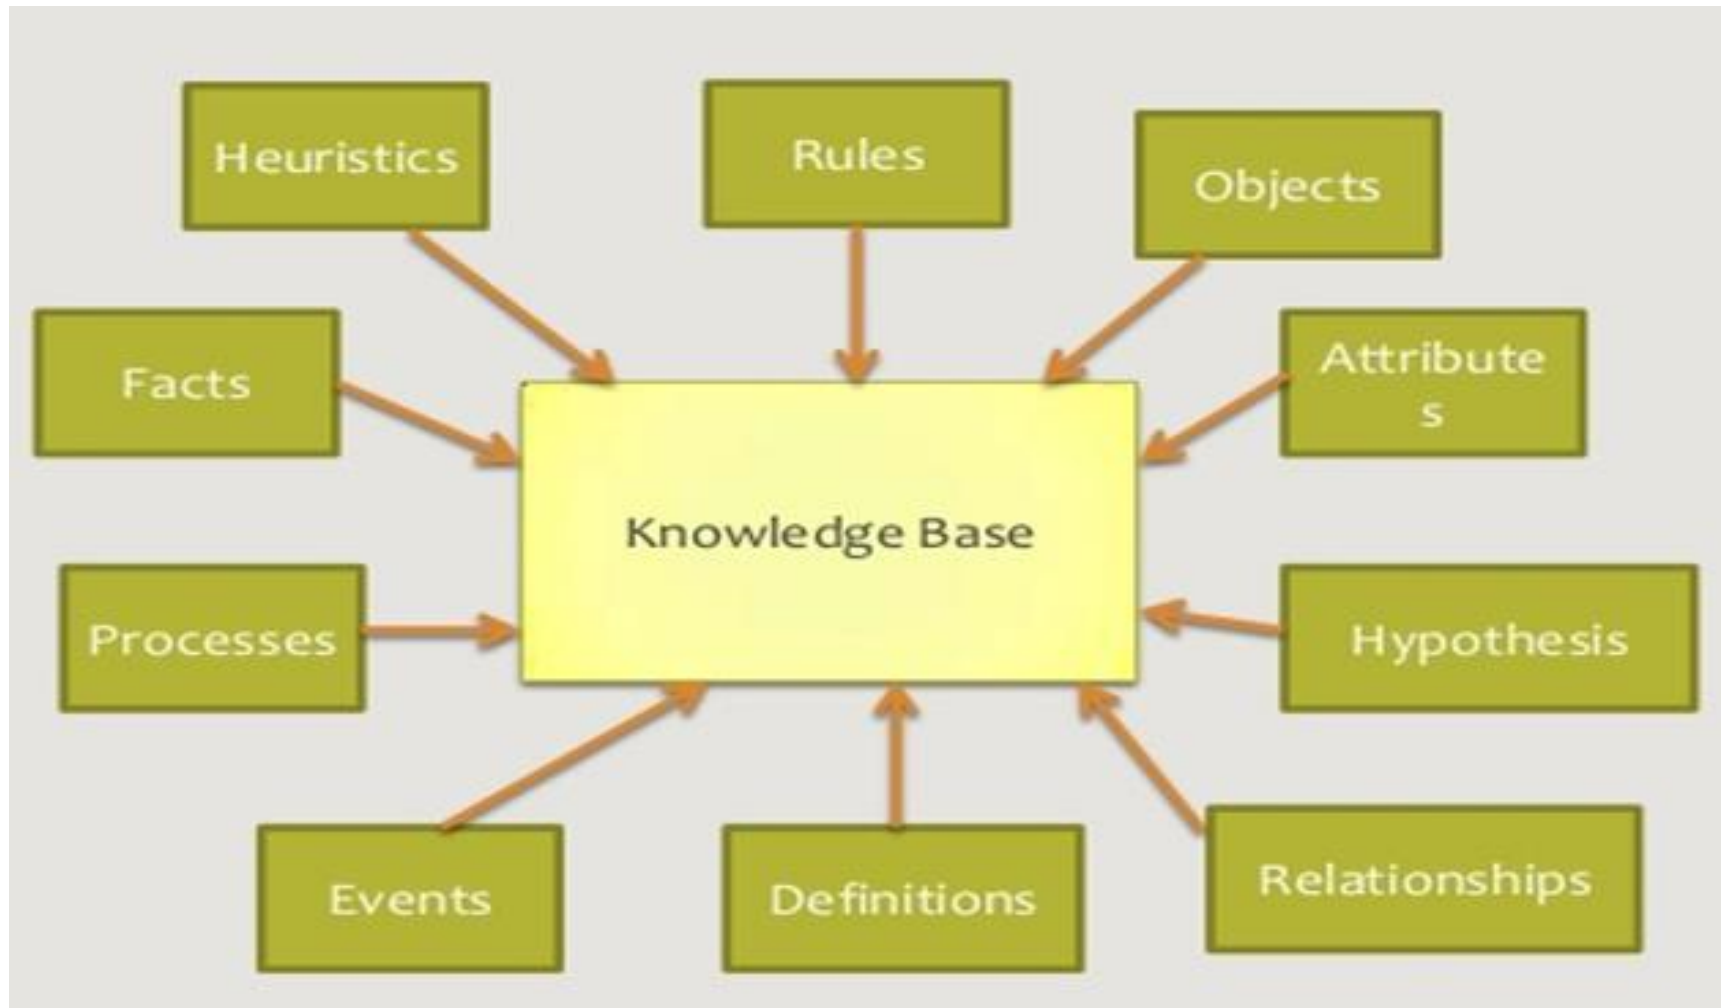 Heuristics
Rules
Objects
Facts
Attribute
s
Knowledge Base
Processes
Hypothesis
Events
Definitions
Relationships